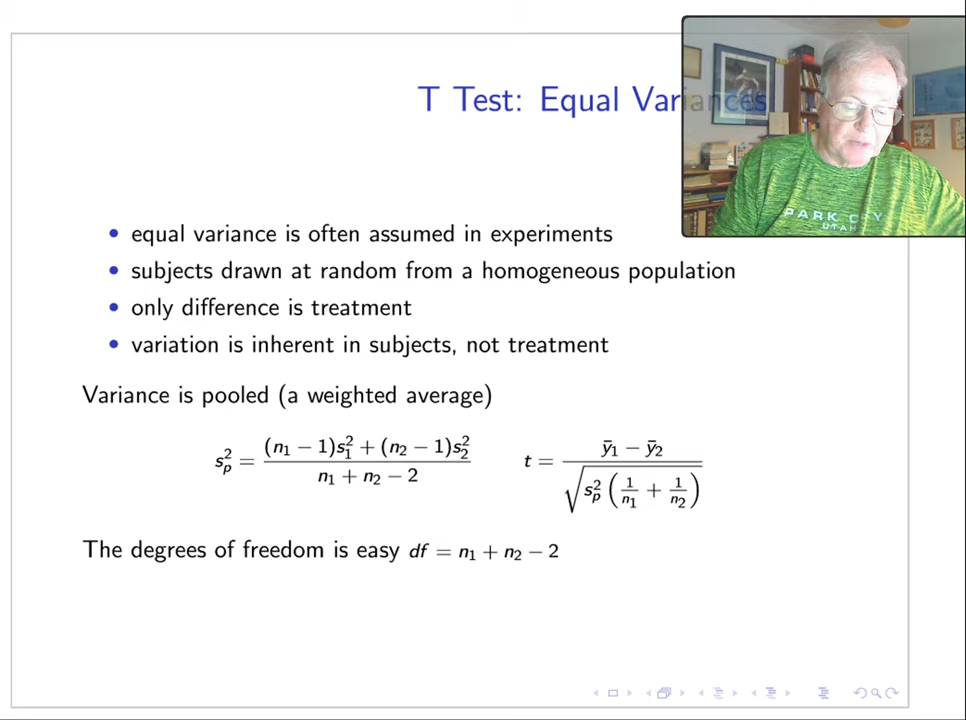 T Test: Equal Variances
PARK CITY
UTAH
• equal variance is often assumed in experiments
• subjects drawn at random from a homogeneous population
• only difference is treatment
• variation is inherent in subjects, not treatment
Variance is pooled (a weighted average)
s²ₚ = ((n₁ − 1)s₁² + (n₂ − 1)s₂²) / (n₁ + n₂ − 2)    t = (ȳ₁ − ȳ₂) / √(s²ₚ (1/n₁ + 1/n₂))
The degrees of freedom is easy df = n₁ + n₂ − 2